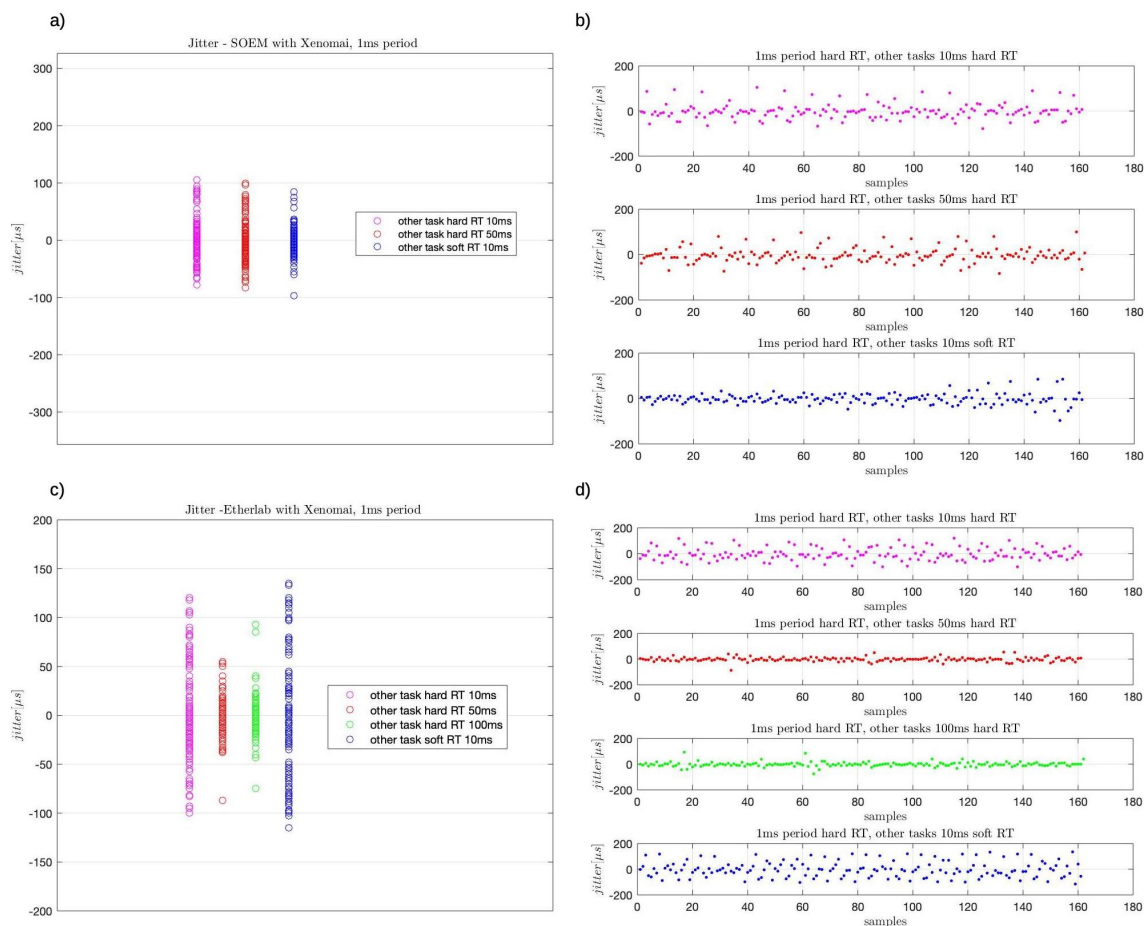 a)
Jitter - SOEM with Xenomai, 1ms period
300
200
100
0
-100
-200
-300
jitter[μs]
other task hard RT 10ms
other task hard RT 50ms
other task soft RT 10ms
b)
1ms period hard RT, other tasks 10ms hard RT
200
0
-200
jitter[μs]
0 20 40 60 80 100 120 140 160 180
samples
1ms period hard RT, other tasks 50ms hard RT
200
0
-200
jitter[μs]
0 20 40 60 80 100 120 140 160 180
samples
1ms period hard RT, other tasks 10ms soft RT
200
0
-200
jitter[μs]
0 20 40 60 80 100 120 140 160 180
samples
c)
Jitter -Etherlab with Xenomai, 1ms period
200
150
100
50
0
-50
-100
-150
-200
jitter[μs]
other task hard RT 10ms
other task hard RT 50ms
other task hard RT 100ms
other task soft RT 10ms
d)
1ms period hard RT, other tasks 10ms hard RT
200
0
-200
jitter[μs]
0 20 40 60 80 100 120 140 160 180
samples
1ms period hard RT, other tasks 50ms hard RT
200
0
-200
jitter[μs]
0 20 40 60 80 100 120 140 160 180
samples
1ms period hard RT, other tasks 100ms hard RT
200
0
-200
jitter[μs]
0 20 40 60 80 100 120 140 160 180
samples
1ms period hard RT, other tasks 10ms soft RT
200
0
-200
jitter[μs]
0 20 40 60 80 100 120 140 160 180
samples